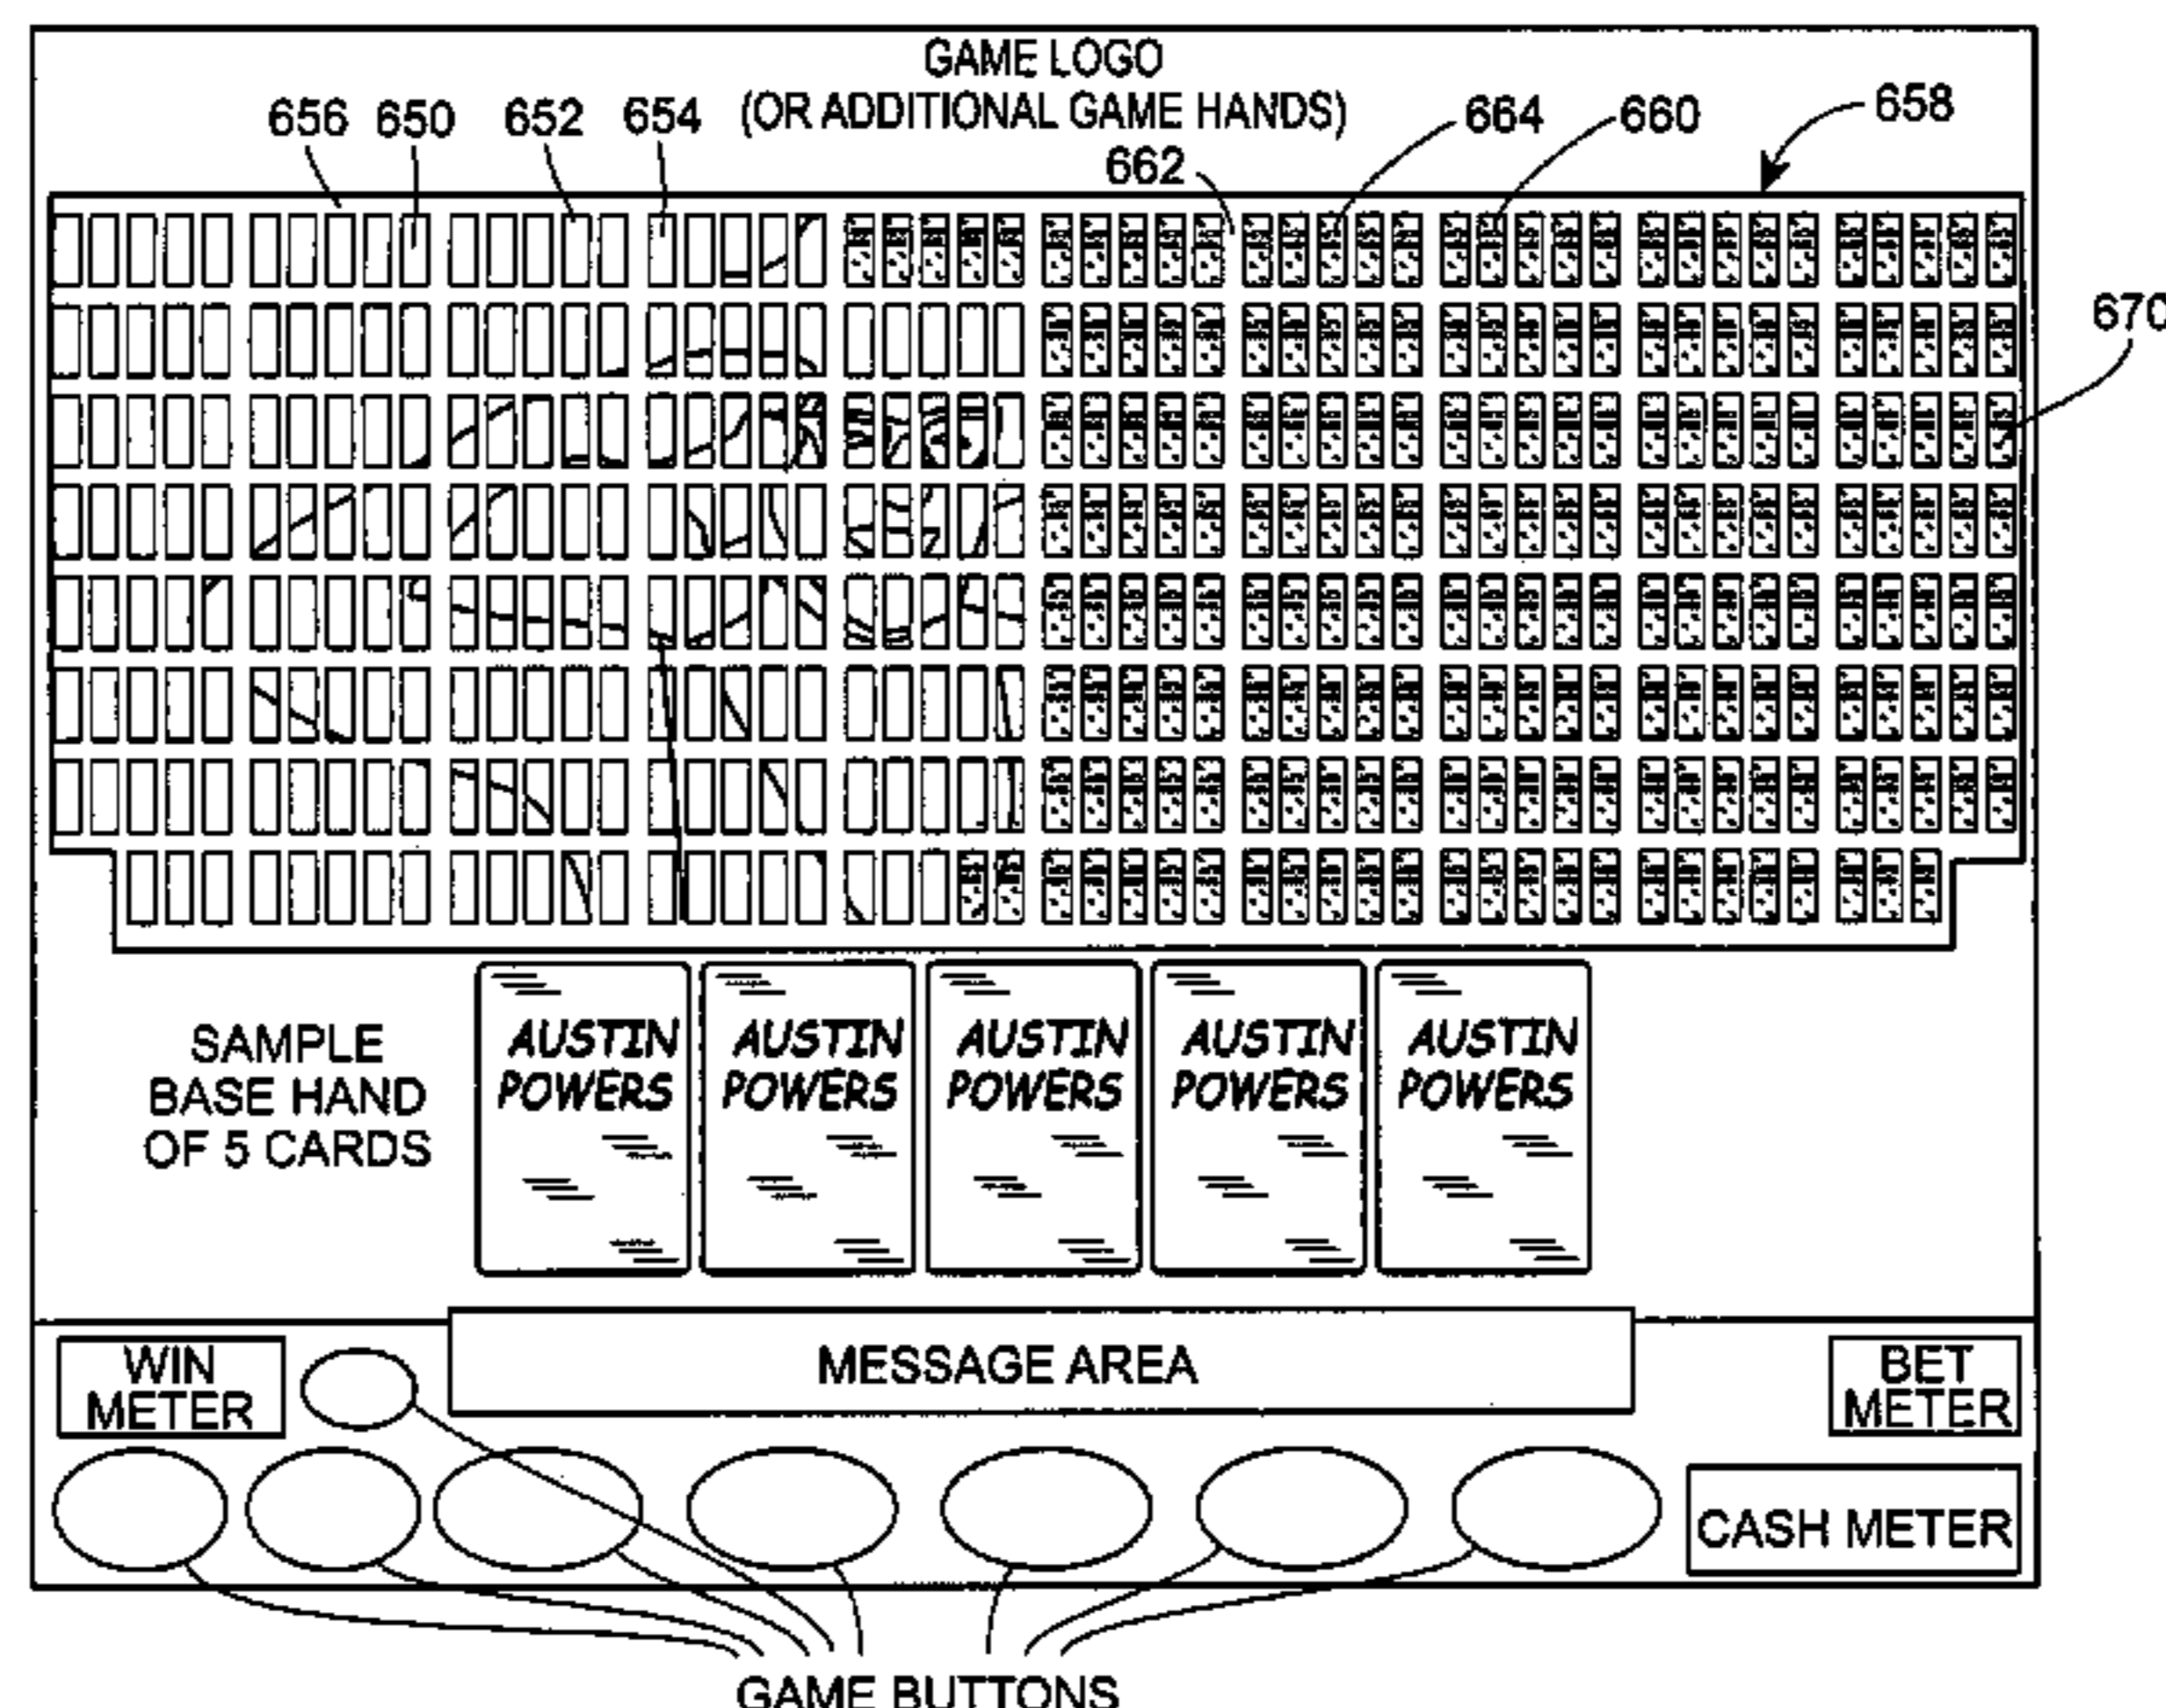 GAME LOGO
(OR ADDITIONAL GAME HANDS)
656 650 652 654 662 664 660 658
670
SAMPLE
BASE HAND
OF 5 CARDS
AUSTIN
POWERS
AUSTIN
POWERS
AUSTIN
POWERS
AUSTIN
POWERS
AUSTIN
POWERS
WIN
METER
MESSAGE AREA
BET
METER
CASH METER
GAME BUTTONS